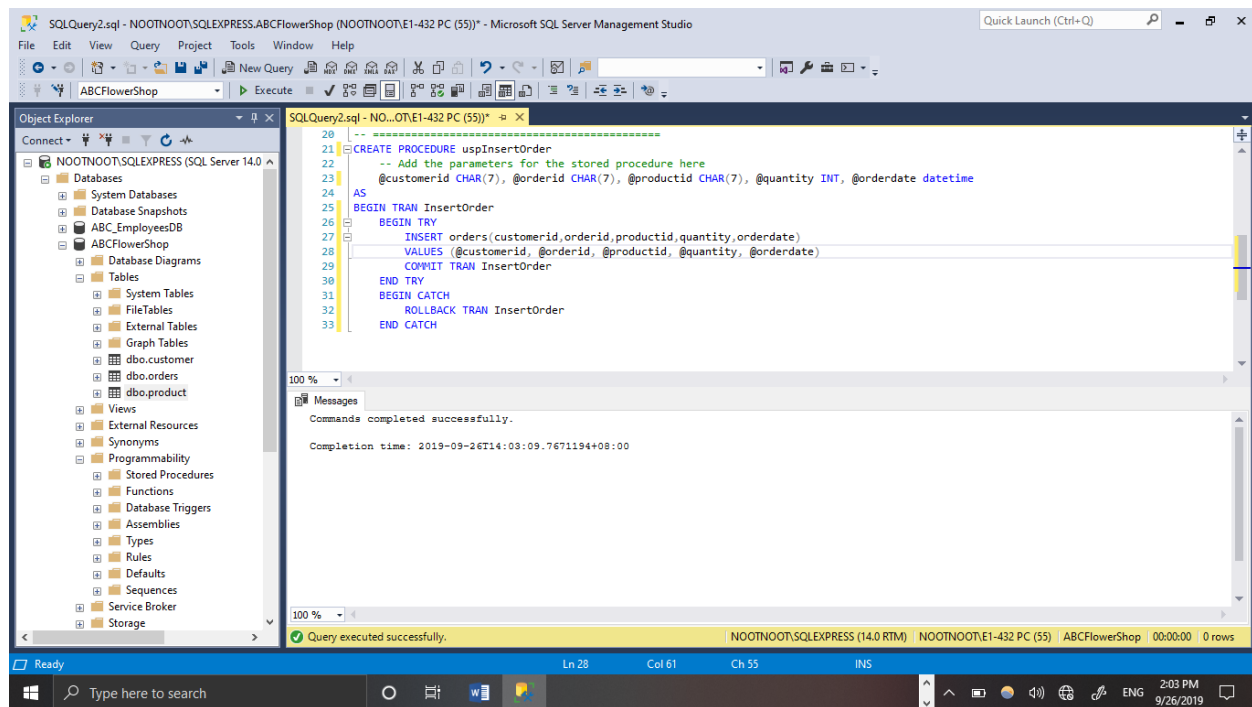 SQLQuery2.sql - NOOTNOOT\SQLEXPRESS.ABCFlowerShop (NOOTNOOT\E1-432 PC (55))* - Microsoft SQL Server Management Studio
Quick Launch (Ctrl+Q)
File Edit View Query Project Tools Window Help
New Query
ABCFlowerShop
Execute
Object Explorer
Connect
NOOTNOOT\SQLEXPRESS (SQL Server 14.0
Databases
System Databases
Database Snapshots
ABC_EmployeesDB
ABCFlowerShop
Database Diagrams
Tables
System Tables
FileTables
External Tables
Graph Tables
dbo.customer
dbo.orders
dbo.product
Views
External Resources
Synonyms
Programmability
Stored Procedures
Functions
Database Triggers
Assemblies
Types
Rules
Defaults
Sequences
Service Broker
Storage
SQLQuery2.sql - NO...OT\E1-432 PC (55))*
20 -- =============================================
21 CREATE PROCEDURE uspInsertOrder
22 -- Add the parameters for the stored procedure here
23 @customerid CHAR(7), @orderid CHAR(7), @productid CHAR(7), @quantity INT, @orderdate datetime
24 AS
25 BEGIN TRAN InsertOrder
26 BEGIN TRY
27 INSERT orders(customerid,orderid,productid,quantity,orderdate)
28 VALUES (@customerid, @orderid, @productid, @quantity, @orderdate)
29 COMMIT TRAN InsertOrder
30 END TRY
31 BEGIN CATCH
32 ROLLBACK TRAN InsertOrder
33 END CATCH
100 %
Messages
Commands completed successfully.
Completion time: 2019-09-26T14:03:09.7671194+08:00
100 %
Query executed successfully.
NOOTNOOT\SQLEXPRESS (14.0 RTM) NOOTNOOT\E1-432 PC (55) ABCFlowerShop 00:00:00 0 rows
Ready Ln 28 Col 61 Ch 55 INS
Type here to search
ENG
2:03 PM
9/26/2019